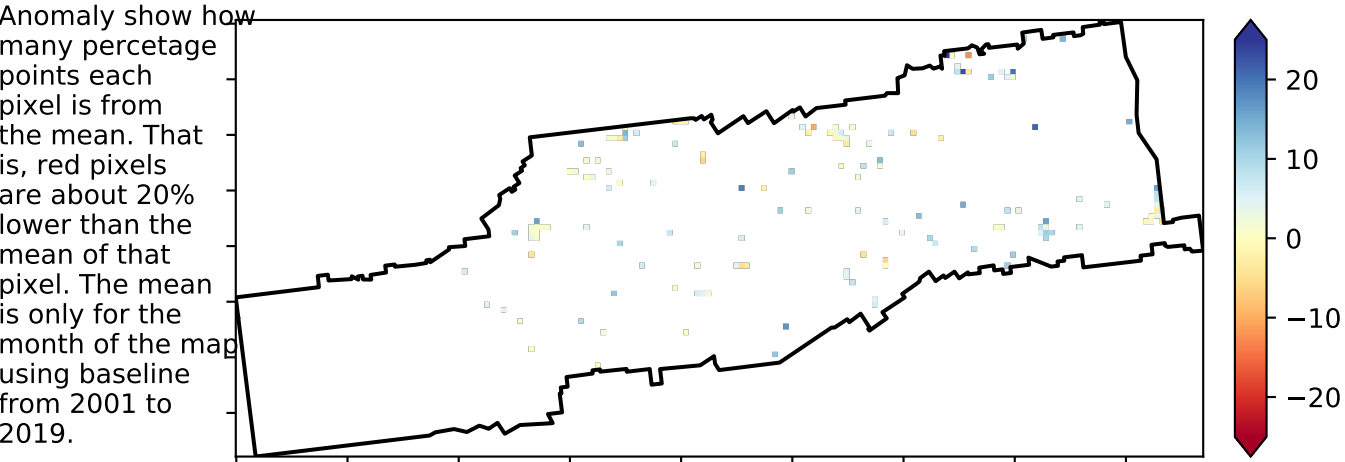 Anomaly show how
many percetage
points each
pixel is from
the mean. That
is, red pixels
are about 20%
lower than the
mean of that
pixel. The mean
is only for the
month of the map
using baseline
from 2001 to
2019.
20
10
0
−10
−20